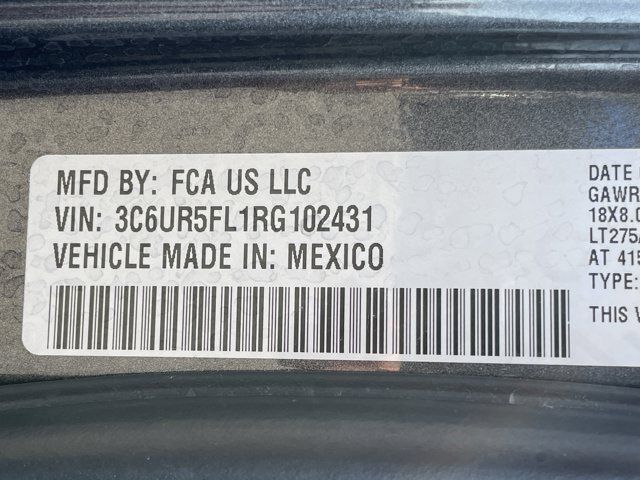 MFD BY: FCA US LLC
VIN: 3C6UR5FL1RG102431
VEHICLE MADE IN: MEXICO
DATE
GAWR
18X8.0
LT275/
AT 415
TYPE:
THIS V